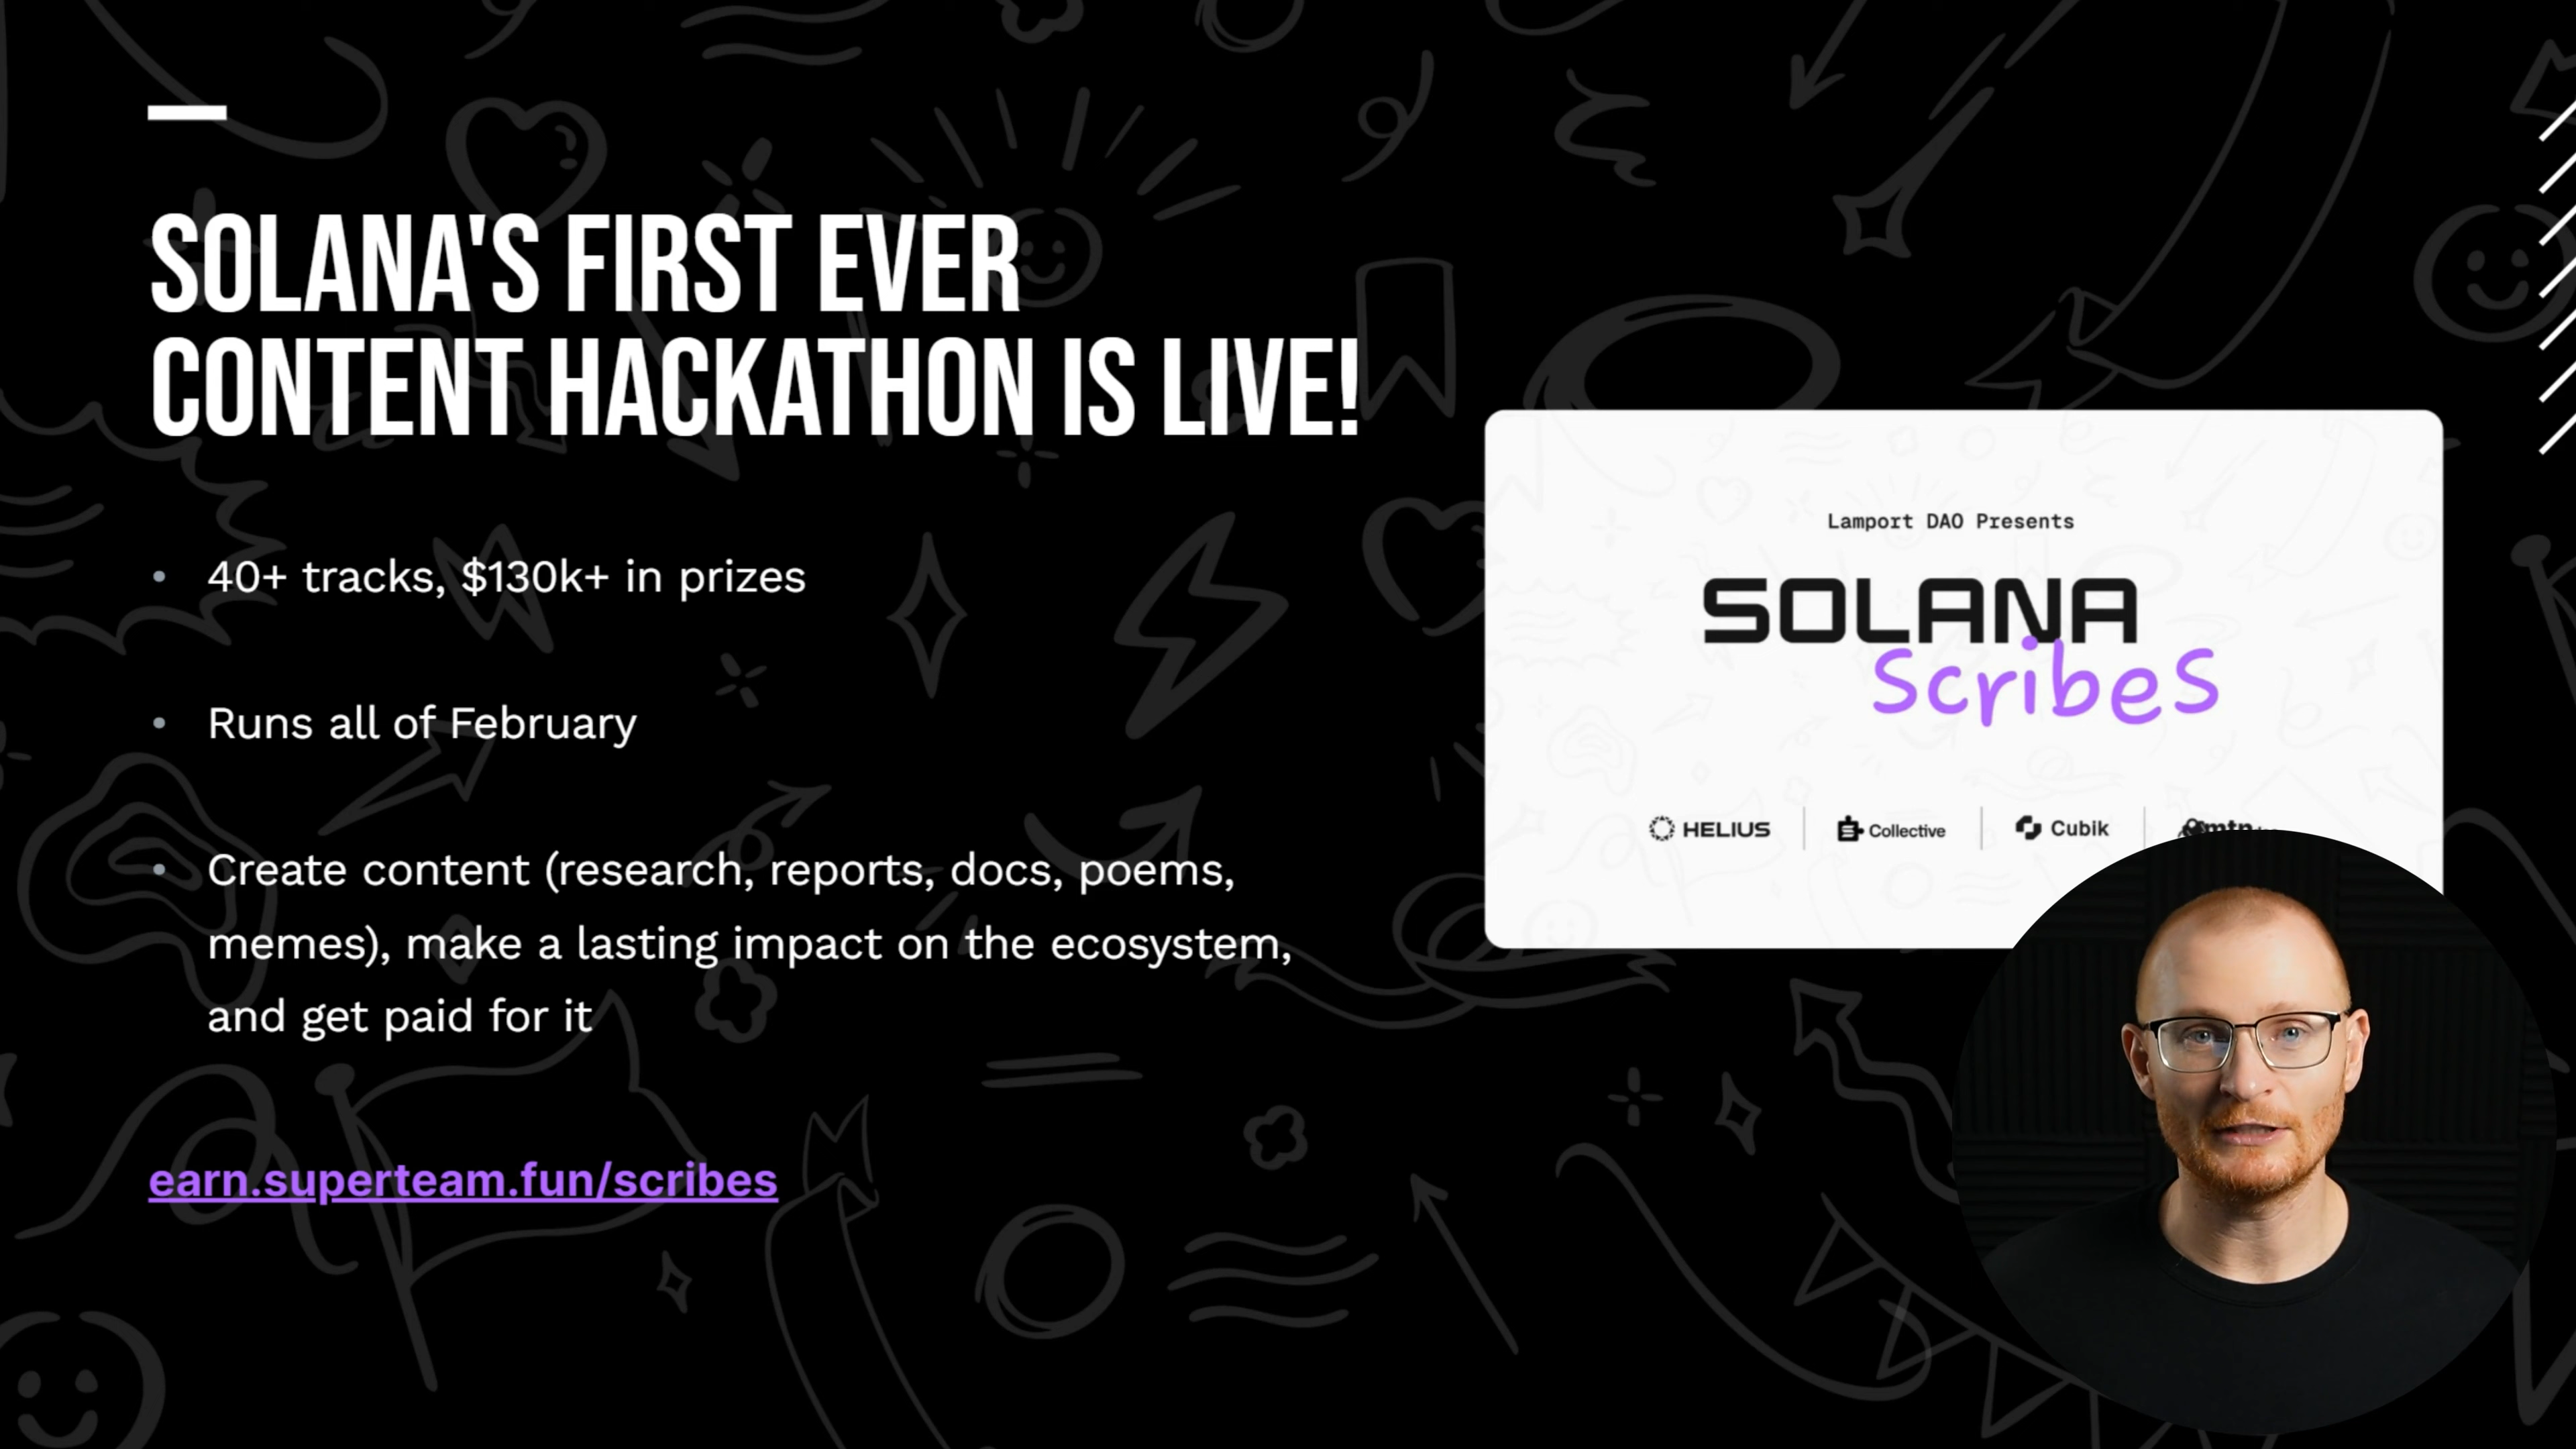 SOLANA'S FIRST EVER
CONTENT HACKATHON IS LIVE!
40+ tracks, $130k+ in prizes
Runs all of February
Create content (research, reports, docs, poems,
memes), make a lasting impact on the ecosystem,
and get paid for it
earn.superteam.fun/scribes
Lamport DAO Presents
SOLANA
Scribes
HELIUS
Collective
Cubik